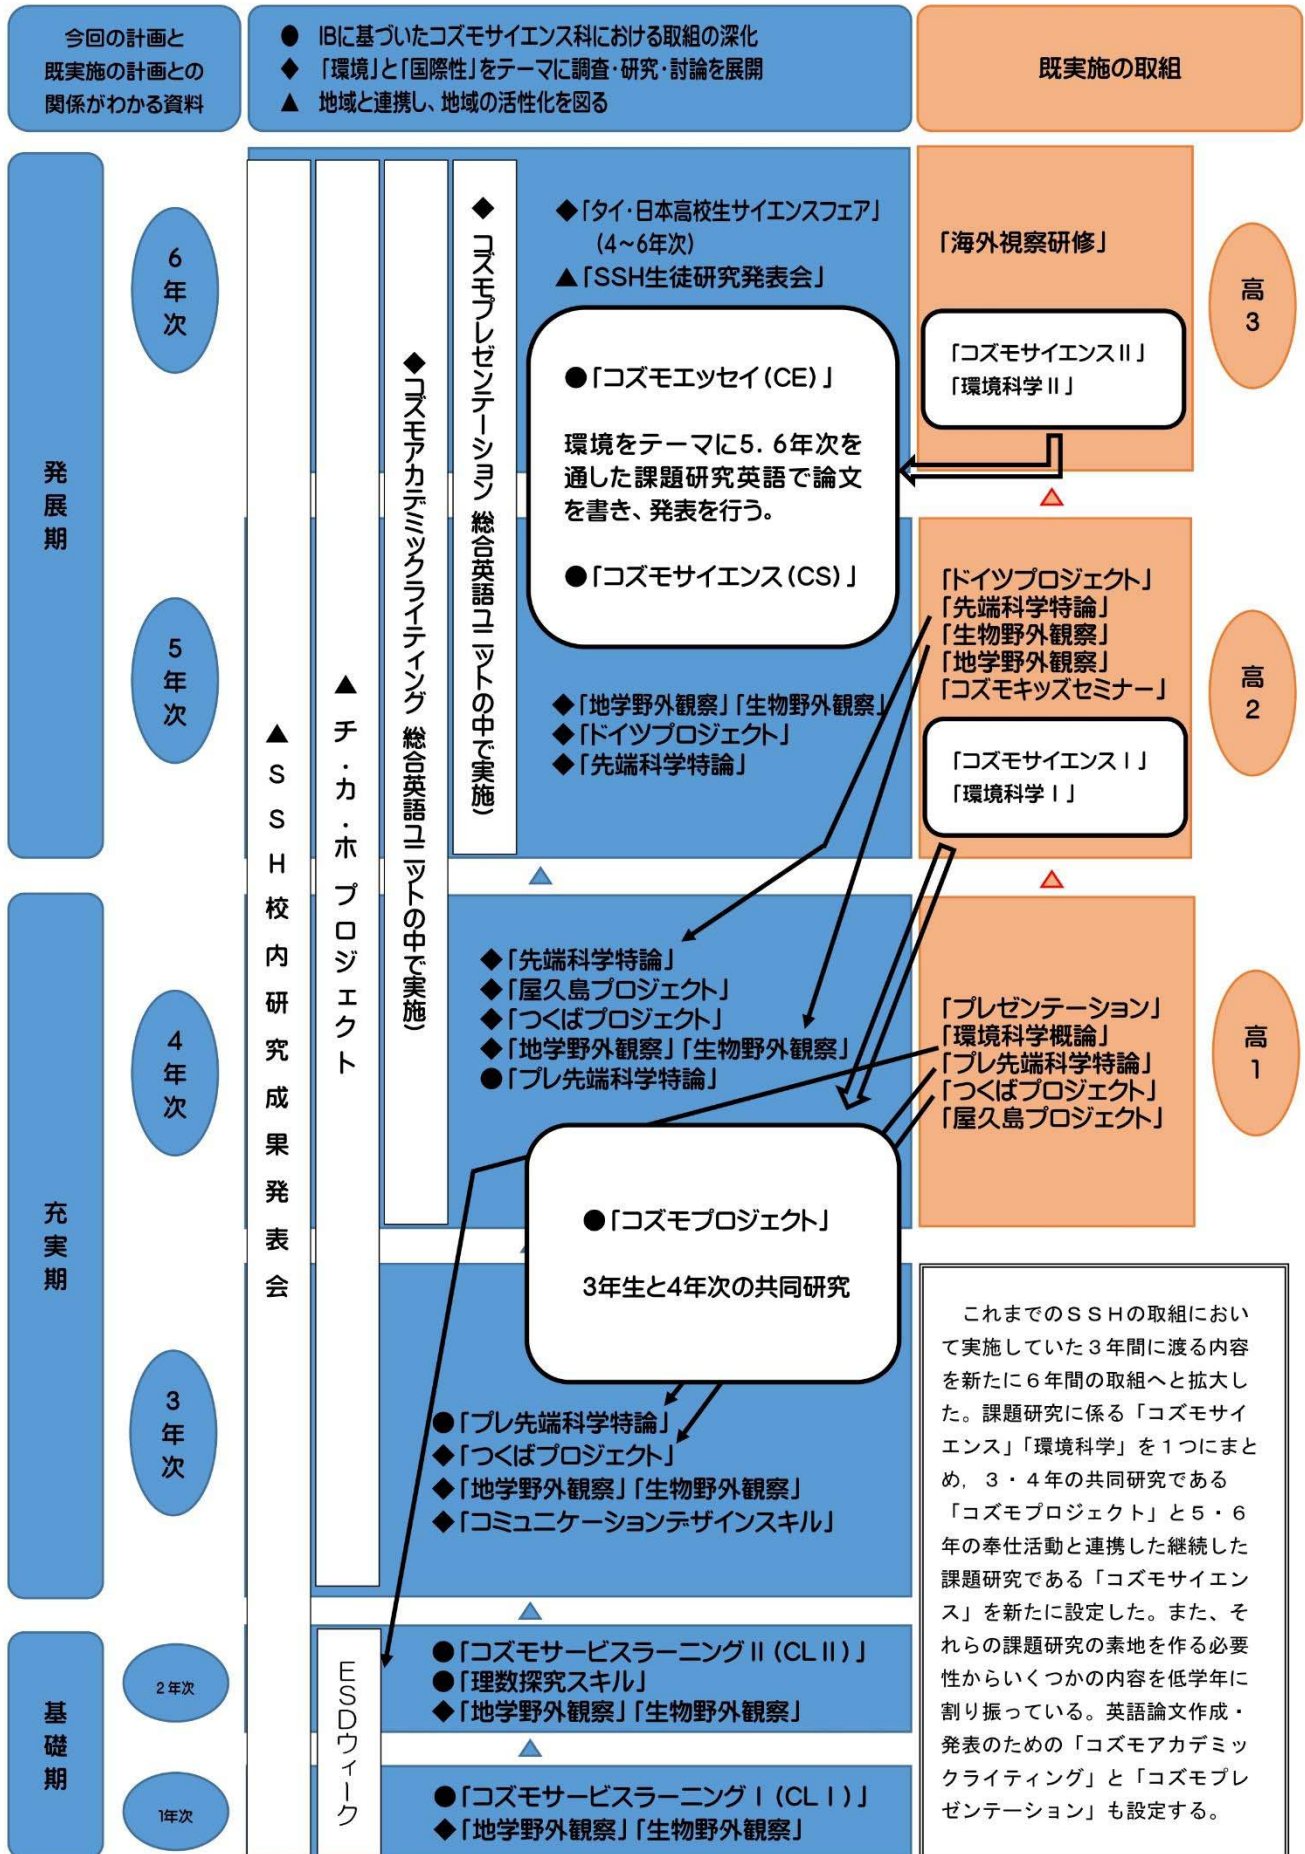 今回の計画と
既実施の計画との
関係がわかる資料
● IBに基づいたコズモサイエンス科における取組の深化
◆ 「環境」と「国際性」をテーマに調査・研究・討論を展開
▲ 地域と連携し、地域の活性化を図る
既実施の取組
発展期
6年次
5年次
充実期
4年次
3年次
基礎期
2年次
1年次
▲SSH校内研究成果発表会
▲チ・カ・ホ プロジェクト
◆コズモアカデミックライティング 総合英語ユニットの中で実施)
◆ コズモプレゼンテーション 総合英語ユニットの中で実施)
ESDウィーク
◆「タイ・日本高校生サイエンスフェア」
(4~6年次)
▲「SSH生徒研究発表会」
●「コズモエッセイ(CE)」
環境をテーマに5.6年次を
通した課題研究英語で論文
を書き、発表を行う。
●「コズモサイエンス(CS)」
◆「地学野外観察」「生物野外観察」
◆「ドイツプロジェクト」
◆「先端科学特論」
◆「先端科学特論」
◆「屋久島プロジェクト」
◆「つくばプロジェクト」
◆「地学野外観察」「生物野外観察」
●「プレ先端科学特論」
●「コズモプロジェクト」
3年生と4年次の共同研究
●「プレ先端科学特論」
◆「つくばプロジェクト」
◆「地学野外観察」「生物野外観察」
◆「コミュニケーションデザインスキル」
●「コズモサービスラーニングⅡ(CLⅡ)」
●「理数探究スキル」
◆「地学野外観察」「生物野外観察」
●「コズモサービスラーニングⅠ(CLⅠ)」
◆「地学野外観察」「生物野外観察」
「海外視察研修」
「コズモサイエンスⅡ」
「環境科学Ⅱ」
高3
「ドイツプロジェクト」
「先端科学特論」
「生物野外観察」
「地学野外観察」
「コズモキッズセミナー」
「コズモサイエンスⅠ」
「環境科学Ⅰ」
高2
「プレゼンテーション」
「環境科学概論」
「プレ先端科学特論」
「つくばプロジェクト」
「屋久島プロジェクト」
高1
これまでのSSHの取組におい
て実施していた3年間に渡る内容
を新たに6年間の取組へと拡大し
た。課題研究に係る「コズモサイ
エンス」「環境科学」を1つにまと
め,3・4年の共同研究である
「コズモプロジェクト」と5・6
年の奉仕活動と連携した継続した
課題研究である「コズモサイエン
ス」を新たに設定した。また、そ
れらの課題研究の素地を作る必要
性からいくつかの内容を低学年に
割り振っている。英語論文作成・
発表のための「コズモアカデミッ
クライティング」と「コズモプレ
ゼンテーション」も設定する。